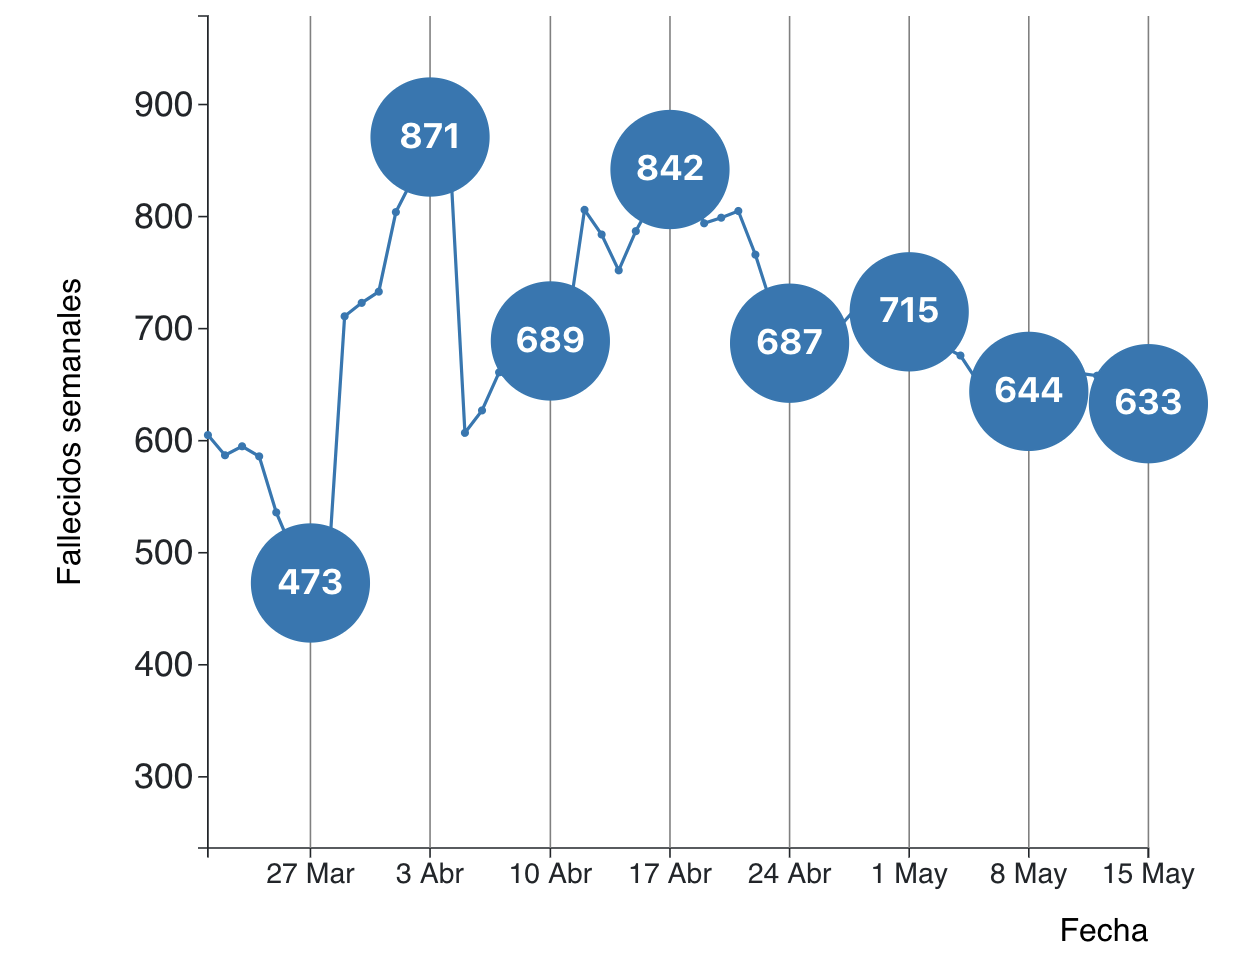 Fallecidos semanales
900
800
700
600
500
400
300
473
871
689
842
687
715
644
633
27 Mar
3 Abr
10 Abr
17 Abr
24 Abr
1 May
8 May
15 May
Fecha